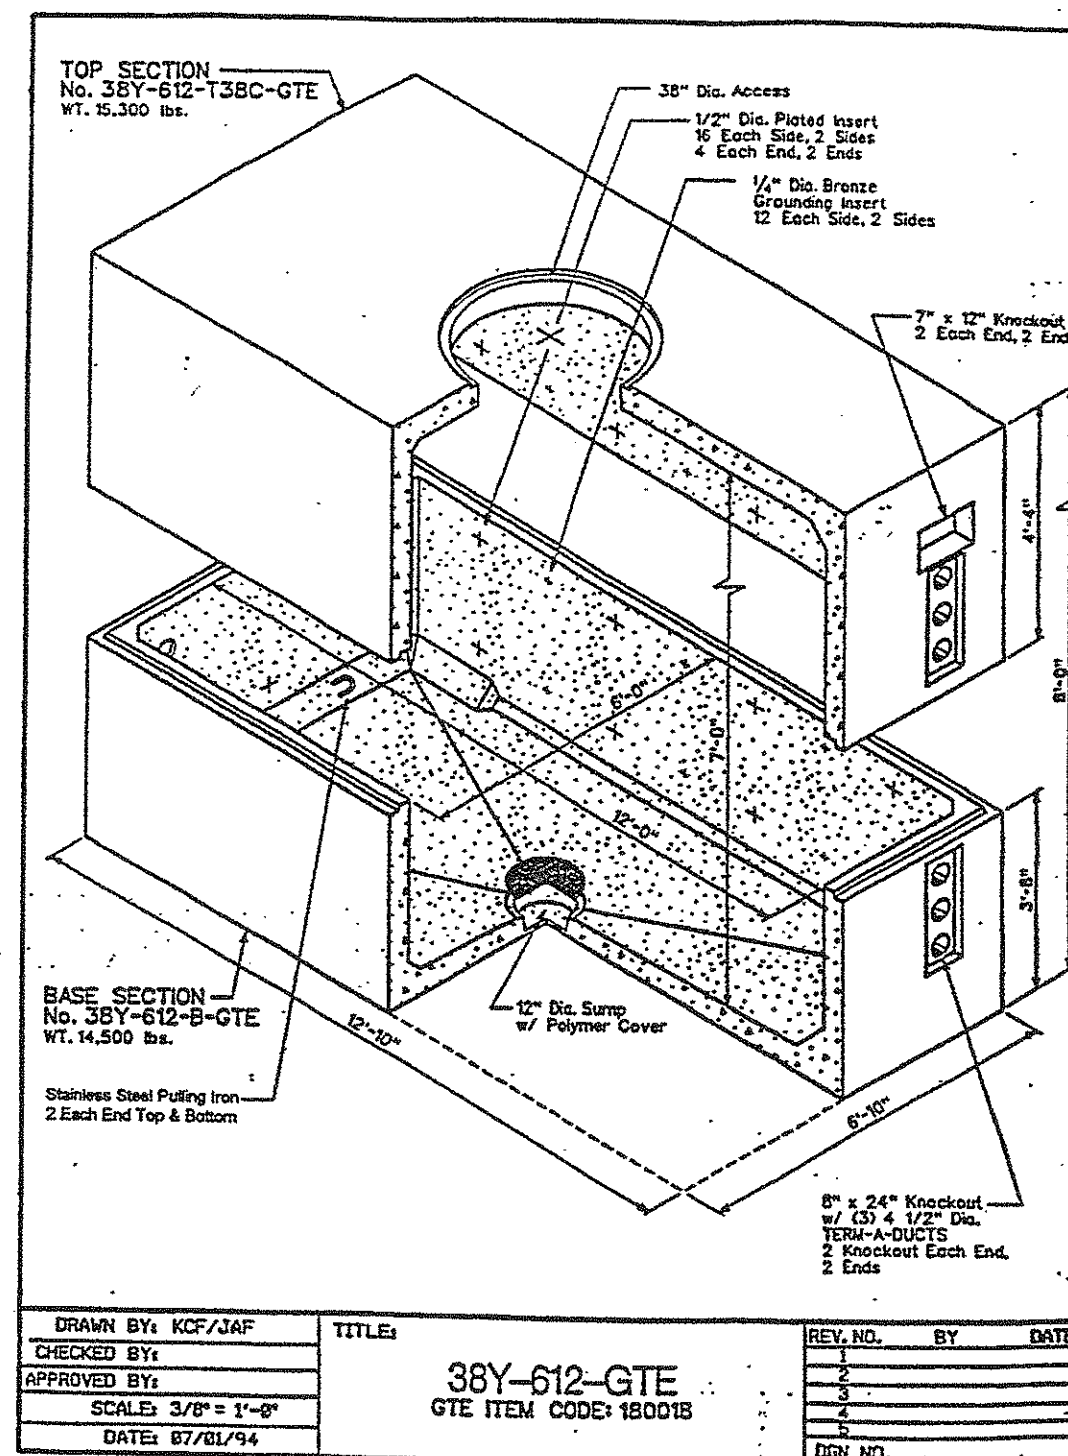 TOP SECTION
No. 38Y-612-T38C-GTE
WT. 15,300 lbs.
38" Dia. Access
1/2" Dia. Plated Insert
16 Each Side, 2 Sides
4 Each End, 2 Ends
1/4" Dia. Bronze
Grounding Insert
12 Each Side, 2 Sides
7" x 12" Knockout
2 Each End, 2 End
4'-4"
8'-0"
6'-0"
7'-0"
12'-0"
3'-8"
BASE SECTION
No. 38Y-612-B-GTE
WT. 14,500 lbs.
12" Dia. Sump
w/ Polymer Cover
12'-10"
Stainless Steel Pulling Iron
2 Each End Top & Bottom
6'-10"
8" x 24" Knockout
w/ (3) 4 1/2" Dia.
TERM-A-DUCTS
2 Knockout Each End,
2 Ends
DRAWN BY: KCF/JAF
CHECKED BY:
APPROVED BY:
SCALE: 3/8" = 1'-0"
DATE: 07/01/94
TITLE:
38Y-612-GTE
GTE ITEM CODE: 180018
REV. NO. BY DATE
1
2
3
4
5
DGN NO.